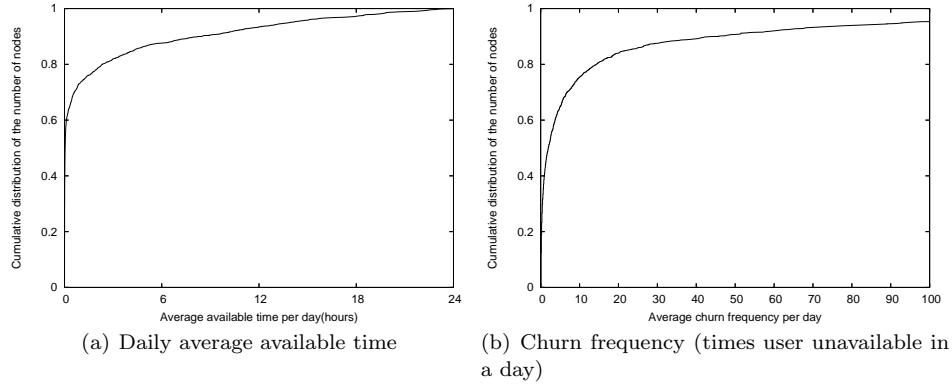 Cumulative distribution of the number of nodes
1
0.8
0.6
0.4
0.2
0
0 6 12 18 24
Average available time per day(hours)
(a) Daily average available time
Cumulative distribution of the number of nodes
1
0.8
0.6
0.4
0.2
0
0 10 20 30 40 50 60 70 80 90 100
Average churn frequency per day
(b) Churn frequency (times user unavailable in
a day)